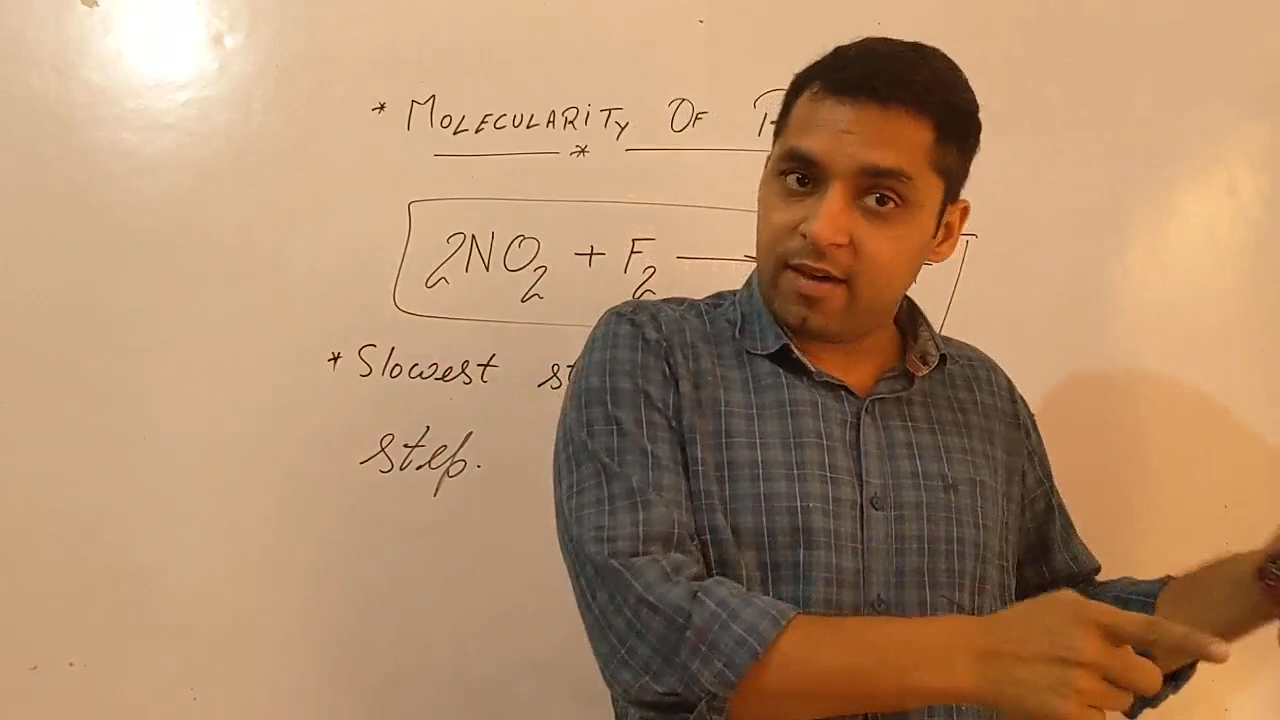 * MOLECULARITY OF
*
2NO₂ + F₂ →
* Slowest
step.